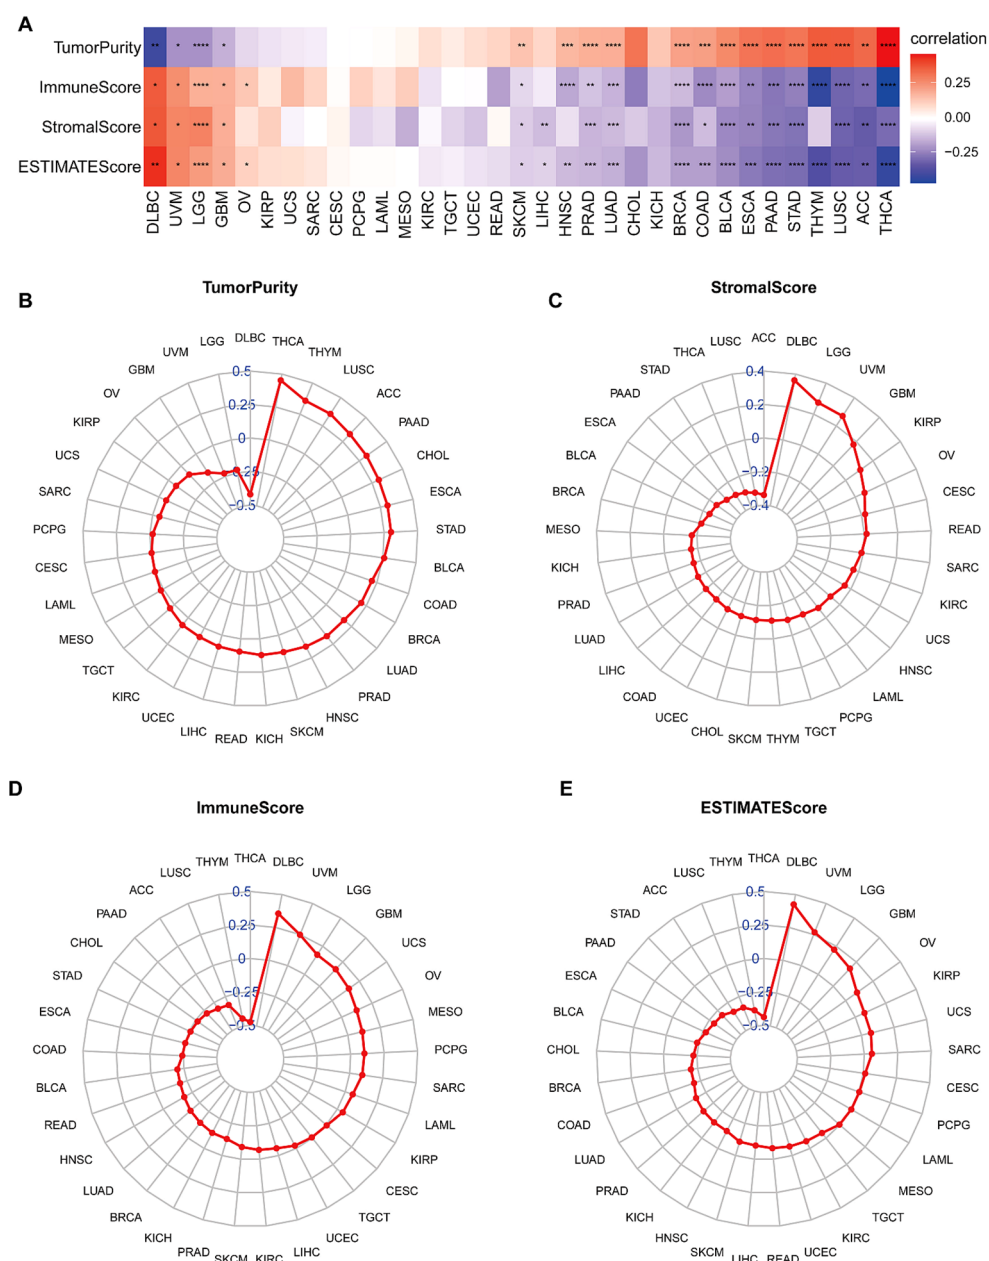 A
TumorPurity ** * **** * ** *** **** **** **** *** **** **** **** **** **** **** ** ****
ImmuneScore * * **** * * * **** ** *** **** **** **** ** *** **** **** **** ** ****
StromalScore * * **** * * ** *** *** **** * **** ** *** **** **** ** ****
ESTIMATEScore ** * **** * * * * ** *** *** **** *** **** *** **** **** **** **** ** ****
DLBC UVM LGG GBM OV KIRP UCS SARC CESC PCPG LAML MESO KIRC TGCT UCEC READ SKCM LIHC HNSC PRAD LUAD CHOL KICH BRCA COAD BLCA ESCA PAAD STAD THYM LUSC ACC THCA
correlation
0.25
0.00
−0.25
B
TumorPurity
DLBC
THCA
THYM
LUSC
ACC
PAAD
CHOL
ESCA
STAD
BLCA
COAD
BRCA
LUAD
PRAD
HNSC
SKCM
KICH
READ
LIHC
UCEC
KIRC
TGCT
MESO
LAML
CESC
PCPG
SARC
UCS
KIRP
OV
GBM
UVM
LGG
0.5
0.25
0
−0.25
−0.5
C
StromalScore
ACC
DLBC
LGG
UVM
GBM
KIRP
OV
CESC
READ
SARC
KIRC
UCS
HNSC
LAML
PCPG
TGCT
THYM
SKCM
CHOL
UCEC
COAD
LIHC
LUAD
PRAD
KICH
MESO
BRCA
BLCA
ESCA
PAAD
STAD
THCA
LUSC
0.4
0.2
0
−0.2
−0.4
D
ImmuneScore
THCA
DLBC
UVM
LGG
GBM
UCS
OV
MESO
PCPG
SARC
LAML
KIRP
CESC
TGCT
UCEC
LIHC
KIRC
SKCM
PRAD
KICH
BRCA
LUAD
HNSC
READ
BLCA
COAD
ESCA
STAD
CHOL
PAAD
ACC
LUSC
THYM
0.5
0.25
0
−0.25
−0.5
E
ESTIMATEScore
THCA
DLBC
UVM
LGG
GBM
OV
KIRP
UCS
SARC
CESC
PCPG
LAML
MESO
TGCT
KIRC
UCEC
READ
LIHC
SKCM
HNSC
KICH
PRAD
LUAD
COAD
BRCA
CHOL
BLCA
ESCA
PAAD
STAD
ACC
LUSC
THYM
0.5
0.25
0
−0.25
−0.5